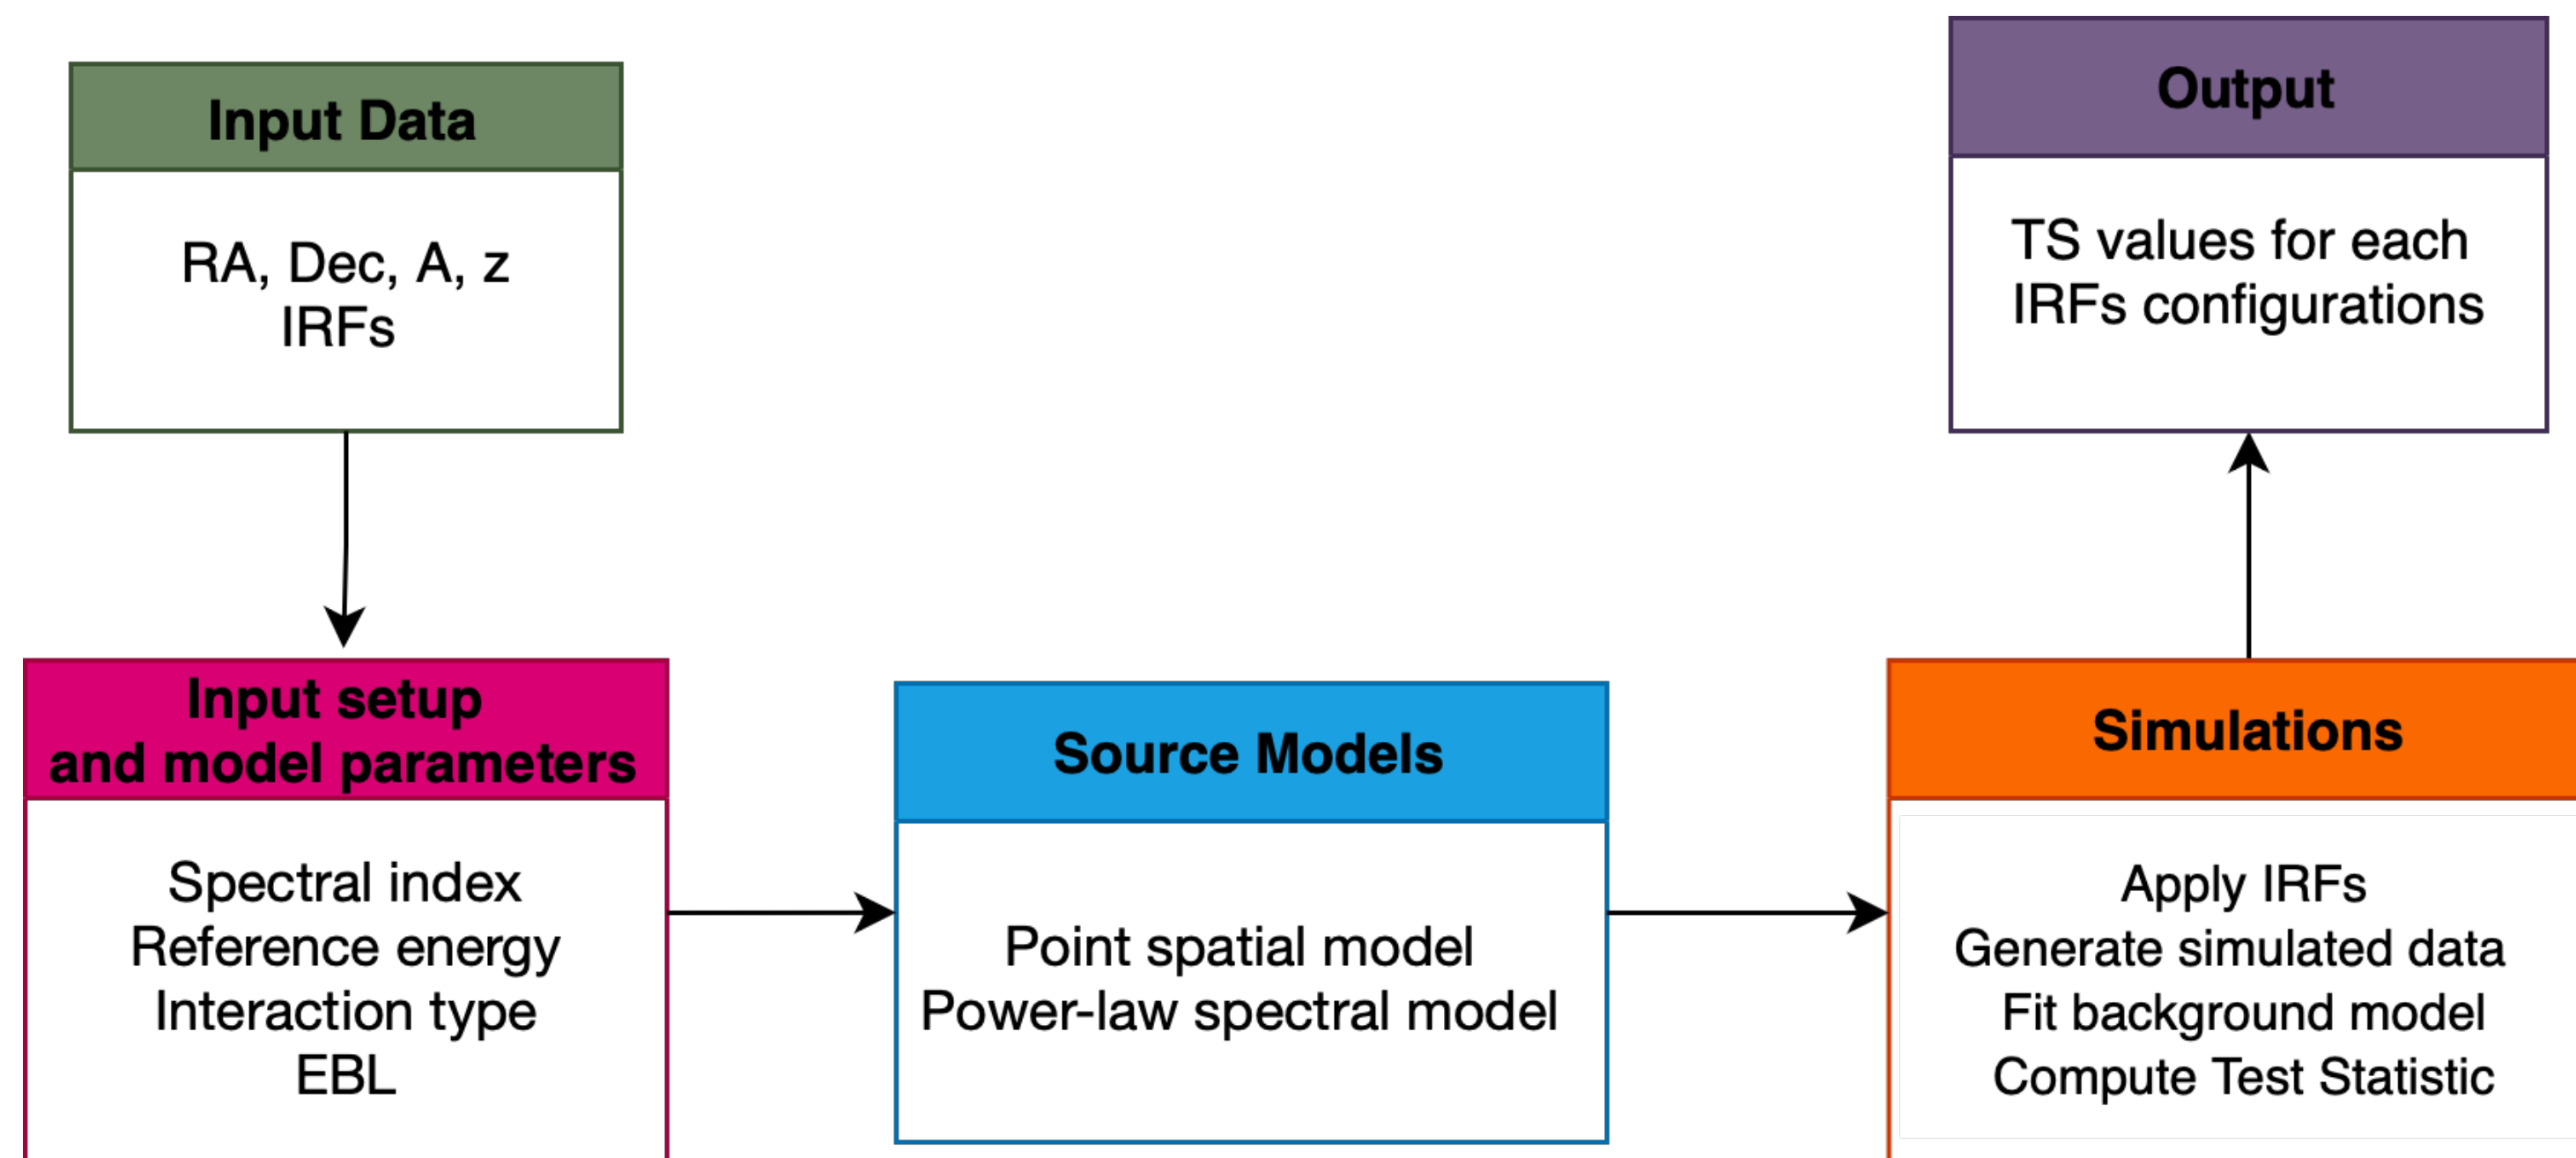 Input Data
RA, Dec, A, z
IRFs
Input setup
and model parameters
Spectral index
Reference energy
Interaction type
EBL
Source Models
Point spatial model
Power-law spectral model
Simulations
Apply IRFs
Generate simulated data
Fit background model
Compute Test Statistic
Output
TS values for each
IRFs configurations